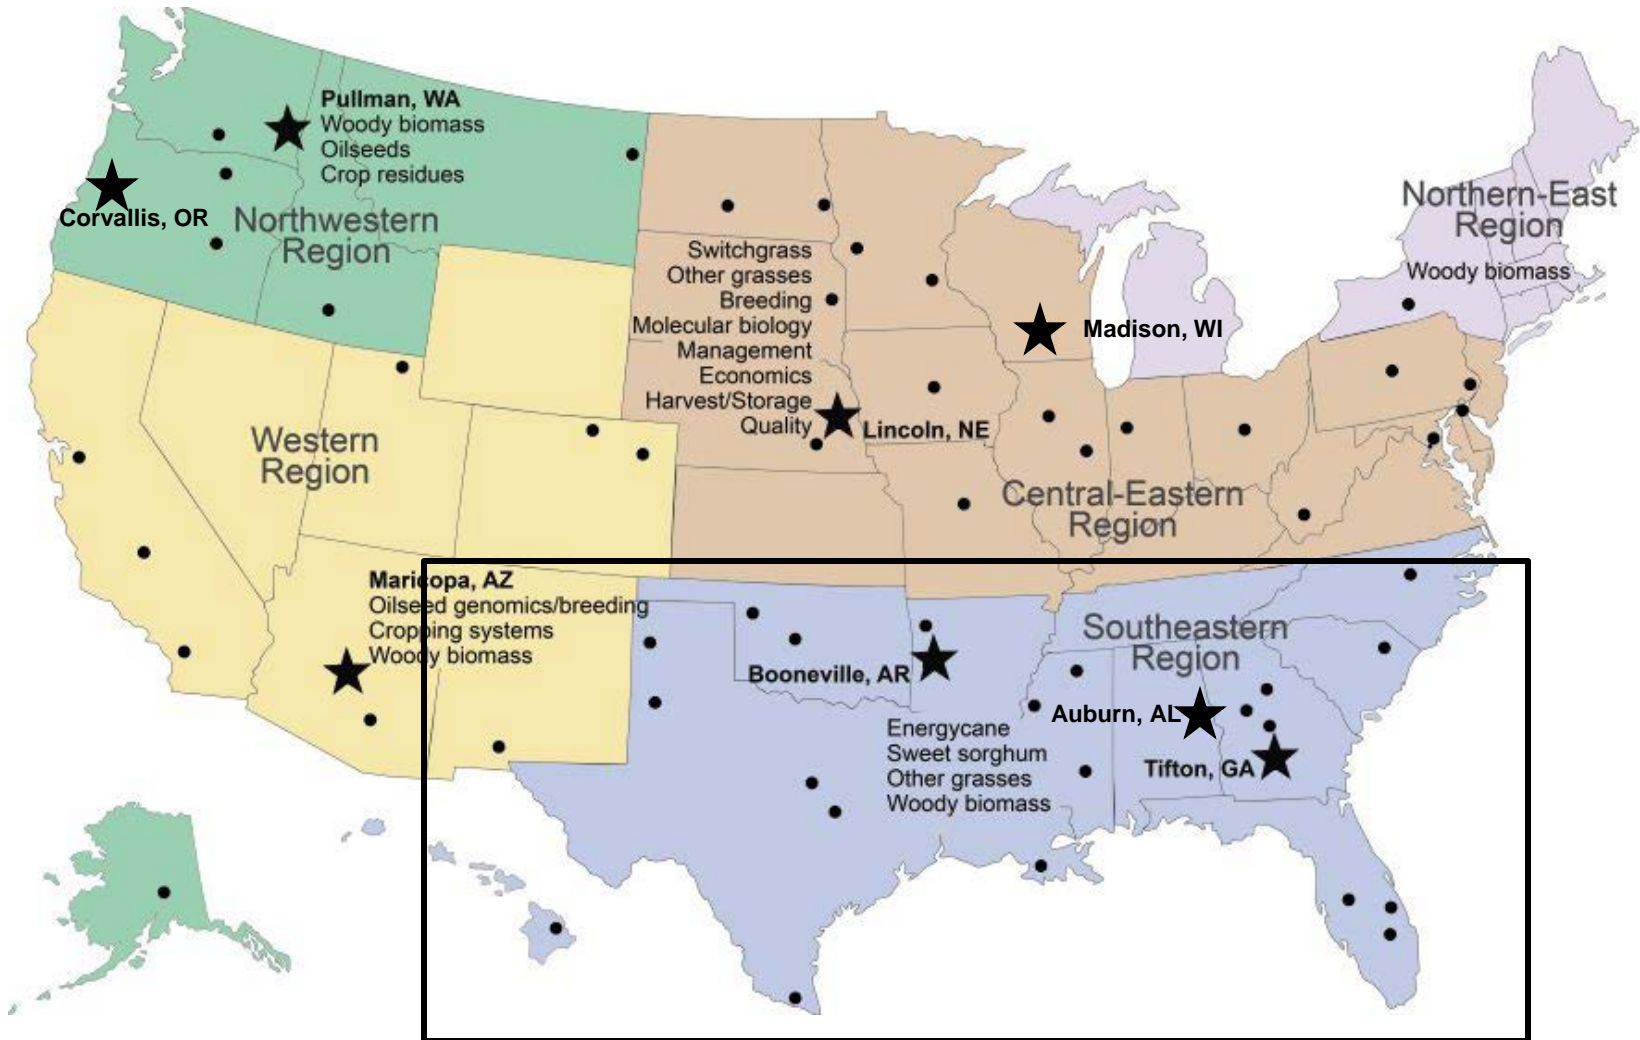 Pullman, WA
Woody biomass
Oilseeds
Crop residues
Corvallis, OR
Northwestern
Region
Northern-East
Region
Woody biomass
Switchgrass
Other grasses
Breeding
Molecular biology
Management
Economics
Harvest/Storage
Quality
Madison, WI
Lincoln, NE
Western
Region
Central-Eastern
Region
Maricopa, AZ
Oilseed genomics/breeding
Cropping systems
Woody biomass
Southeastern
Region
Booneville, AR
Auburn, AL
Energycane
Sweet sorghum
Other grasses
Woody biomass
Tifton, GA